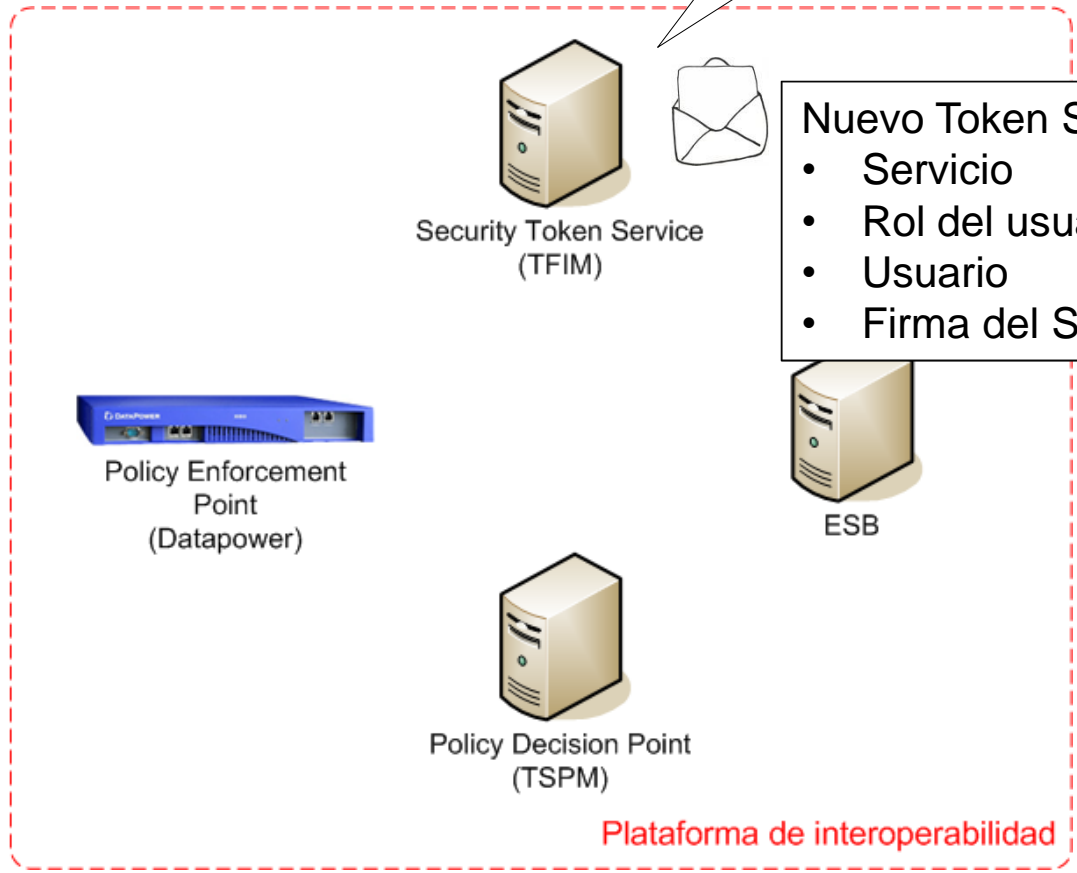 Nuevo Token S
• Servicio
• Rol del usu
• Usuario
• Firma del S
Security Token Service
(TFIM)
DATAPOWER
Policy Enforcement
Point
(Datapower)
ESB
Policy Decision Point
(TSPM)
Plataforma de interoperabilidad